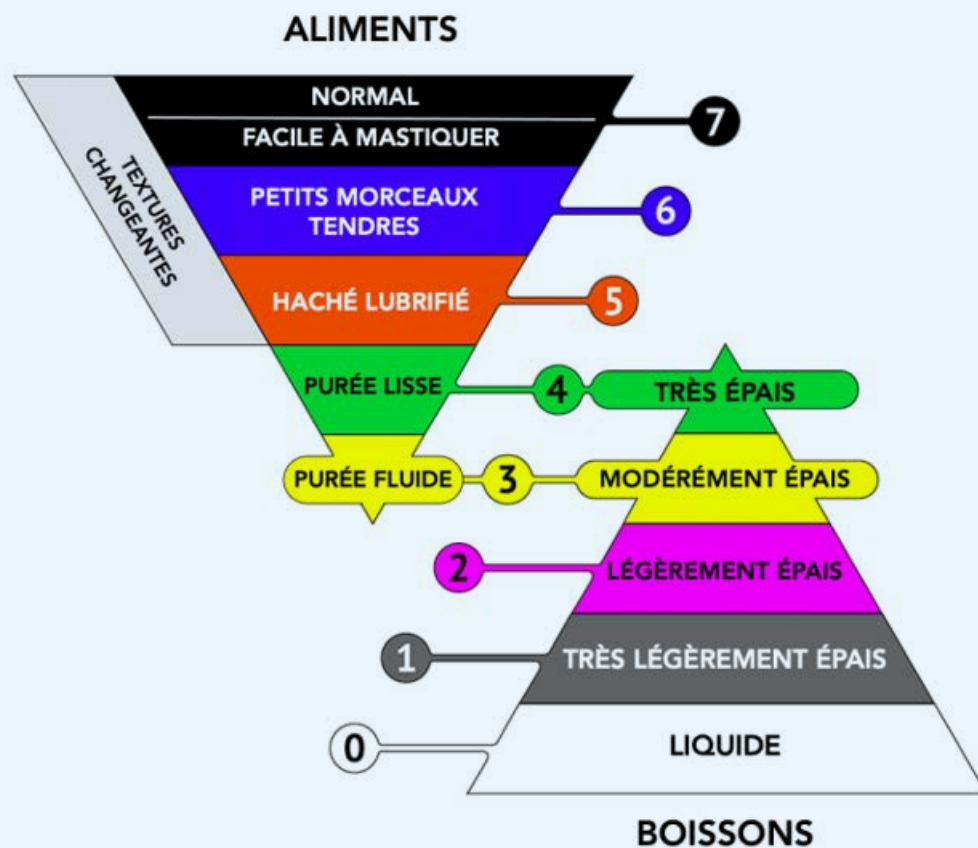 ALIMENTS
NORMAL
7
FACILE À MASTIQUER
TEXTURES
CHANGEANTES
PETITS MORCEAUX
TENDRES
6
HACHÉ LUBRIFIÉ
5
PURÉE LISSE
4
TRÈS ÉPAIS
PURÉE FLUIDE
3
MODÉRÉMENT ÉPAIS
2
LÉGÈREMENT ÉPAIS
1
TRÈS LÉGÈREMENT ÉPAIS
0
LIQUIDE
BOISSONS